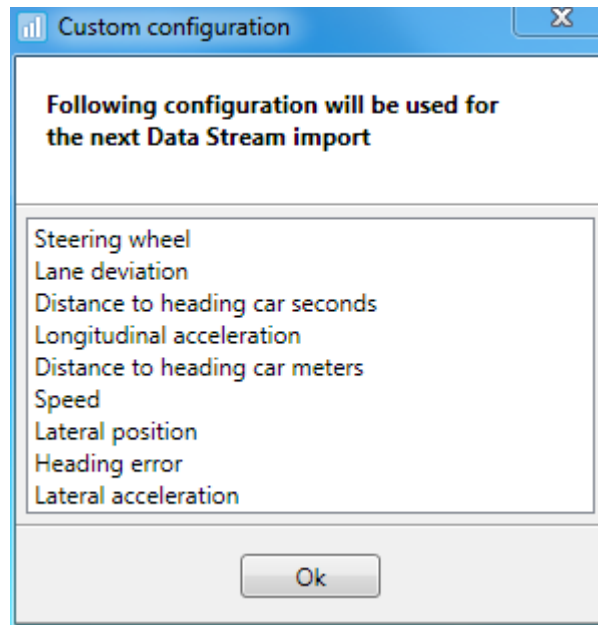 Custom configuration
Following configuration will be used for
the next Data Stream import
Steering wheel
Lane deviation
Distance to heading car seconds
Longitudinal acceleration
Distance to heading car meters
Speed
Lateral position
Heading error
Lateral acceleration
Ok